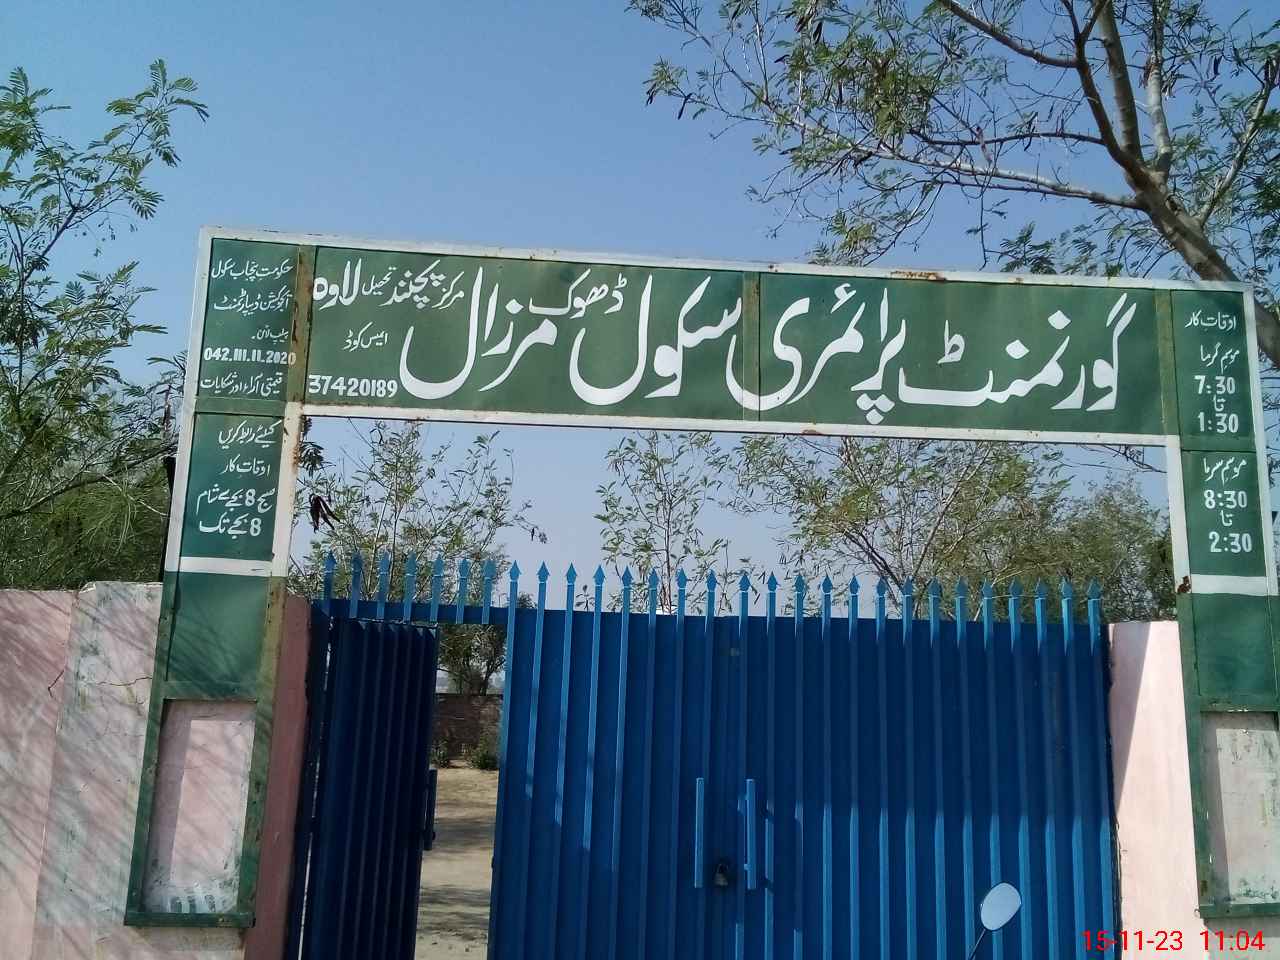 گورنمنٹ پرائمری سکول ڈھوک مرزال
مرکز پچنند تحصیل لاوہ
ایمس کوڈ
37420189
حکومت پنجاب سکول
ایجوکیشن ڈیپارٹمنٹ
ہیلپ لائن۔
042.111.11.2020
قیمتی آراء اور شکایات
کیلئے رابطہ کریں
اوقات کار
صبح 8 بجے سے شام
8 بجے تک
اوقات کار
موسم گرما
7:30
تا
1:30
موسم سرما
8:30
تا
2:30
15-11-23 11:04